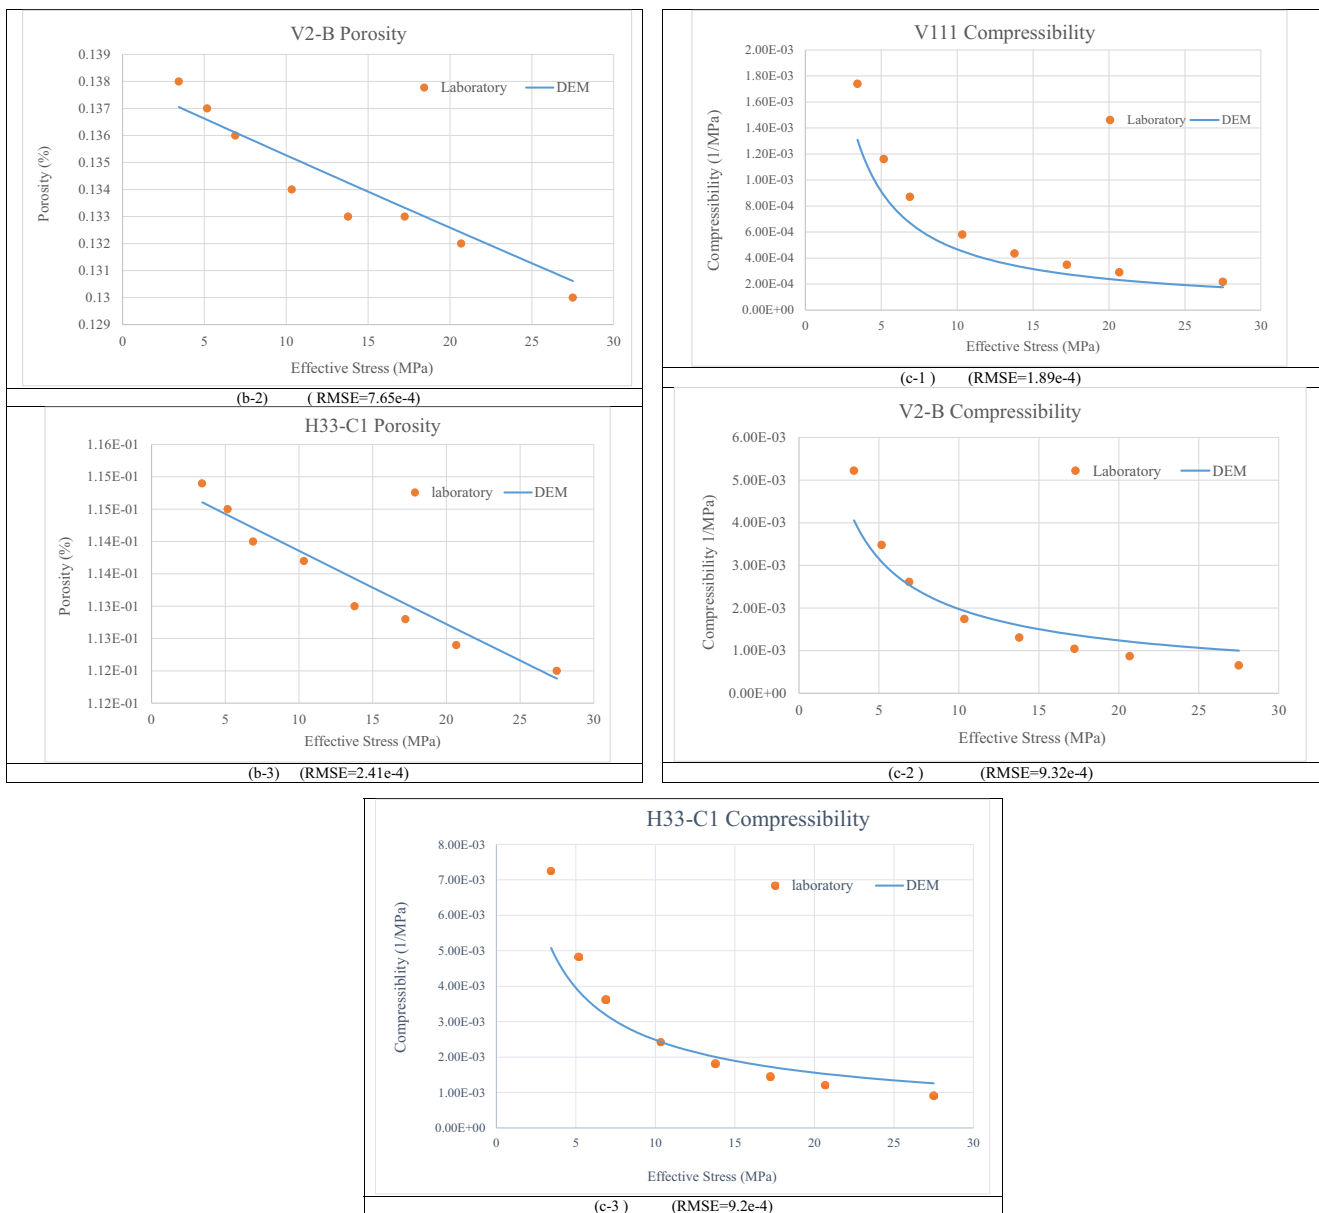 V2-B Porosity
0.139
0.138
0.137
0.136
0.135
0.134
0.133
0.132
0.131
0.13
0.129
Porosity (%)
Laboratory DEM
0 5 10 15 20 25 30
Effective Stress (MPa)
(b-2) ( RMSE=7.65e-4)
H33-C1 Porosity
1.16E-01
1.15E-01
1.15E-01
1.14E-01
1.14E-01
1.13E-01
1.13E-01
1.12E-01
1.12E-01
Porosity (%)
laboratory DEM
0 5 10 15 20 25 30
Effective Stress (MPa)
(b-3) (RMSE=2.41e-4)
V111 Compressibility
2.00E-03
1.80E-03
1.60E-03
1.40E-03
1.20E-03
1.00E-03
8.00E-04
6.00E-04
4.00E-04
2.00E-04
0.00E+00
Compressibility (1/MPa)
Laboratory DEM
0 5 10 15 20 25 30
Effective Stress (MPa)
(c-1 ) (RMSE=1.89e-4)
V2-B Compressibility
6.00E-03
5.00E-03
4.00E-03
3.00E-03
2.00E-03
1.00E-03
0.00E+00
Compressibility 1/MPa)
Laboratory DEM
0 5 10 15 20 25 30
Effective Stress (MPa)
(c-2 ) (RMSE=9.32e-4)
H33-C1 Compressibility
8.00E-03
7.00E-03
6.00E-03
5.00E-03
4.00E-03
3.00E-03
2.00E-03
1.00E-03
0.00E+00
Compressiblity (1/MPa)
laboratory DEM
0 5 10 15 20 25 30
Effective Stress (MPa)
(c-3 ) (RMSE=9.2e-4)